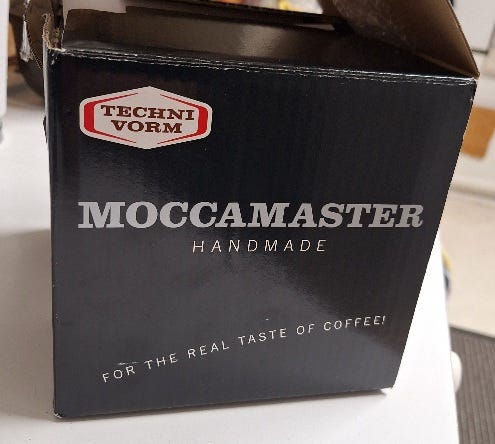 TECHNI
VORM
MOCCAMASTER
HANDMADE
FOR THE REAL TASTE OF COFFEE!